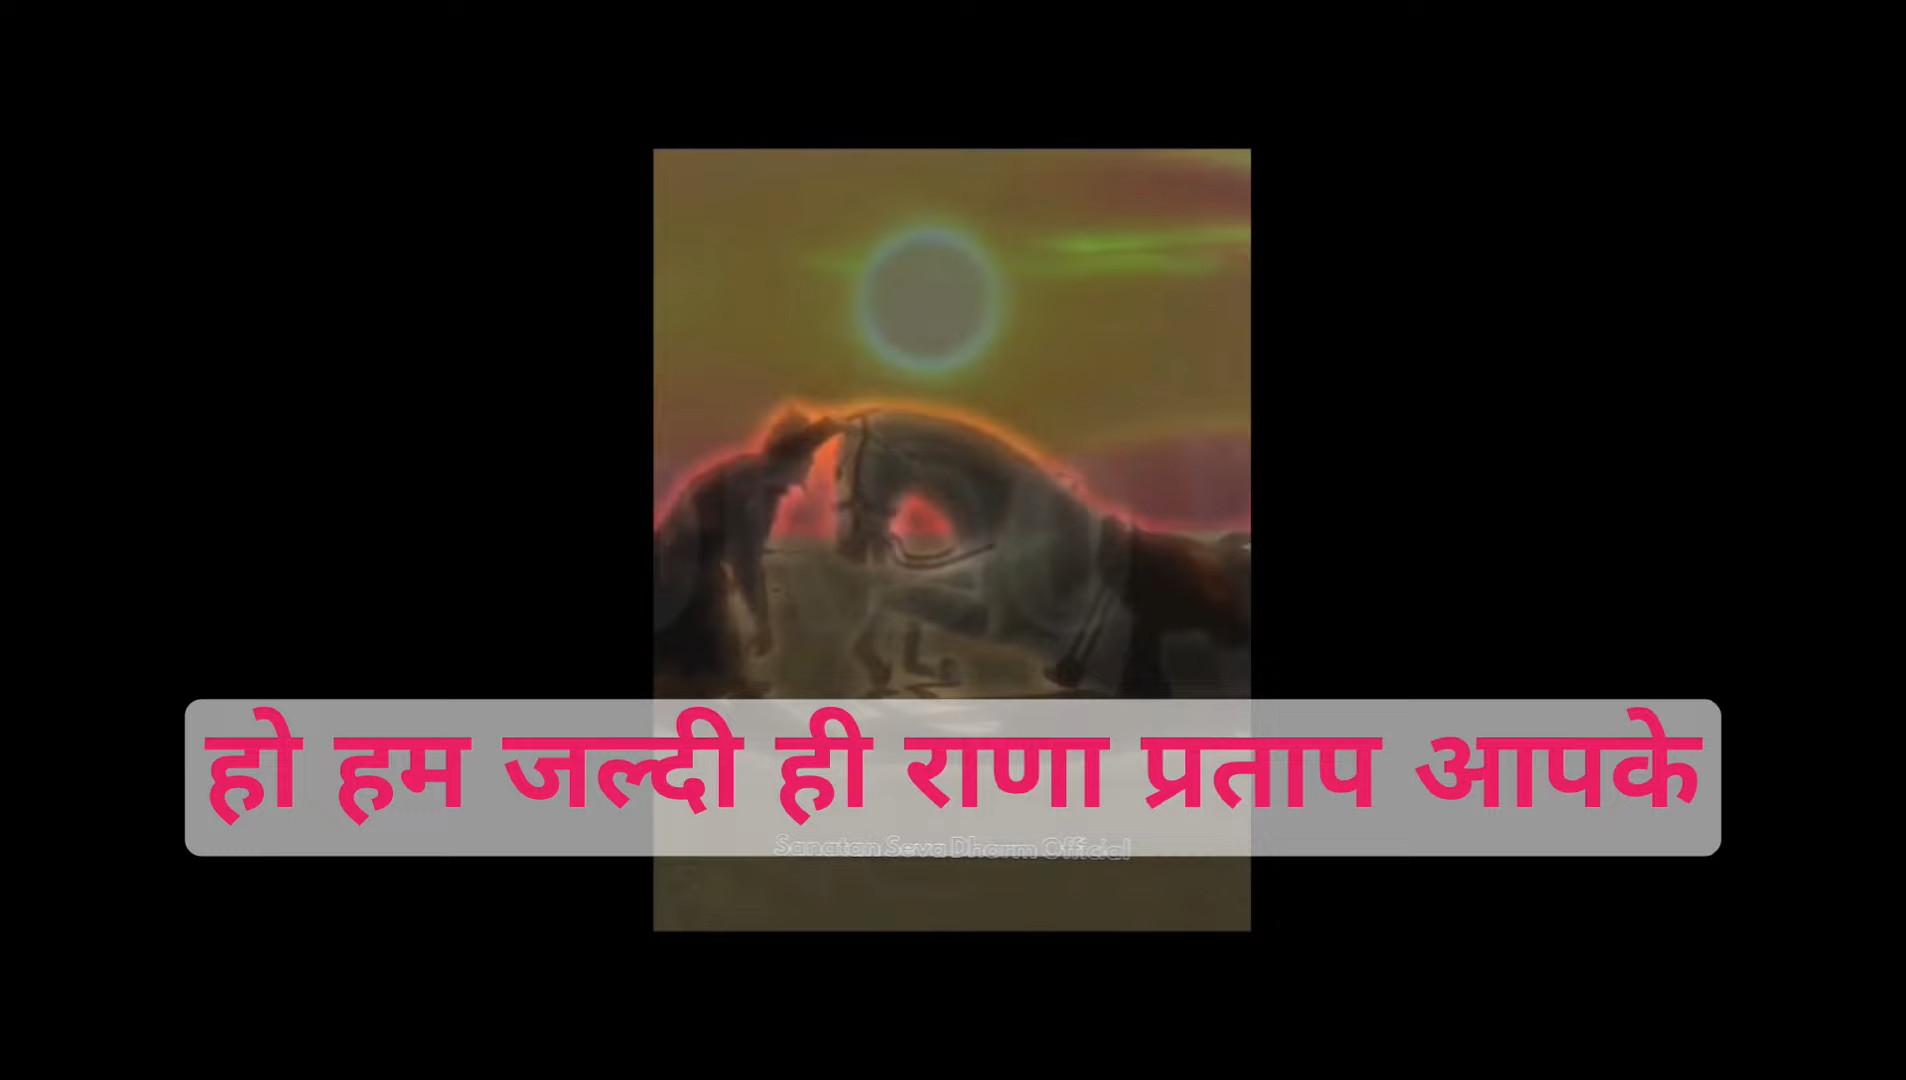 हो हम जल्दी ही राणा प्रताप आपके
Sanatan Seva Dharm Official